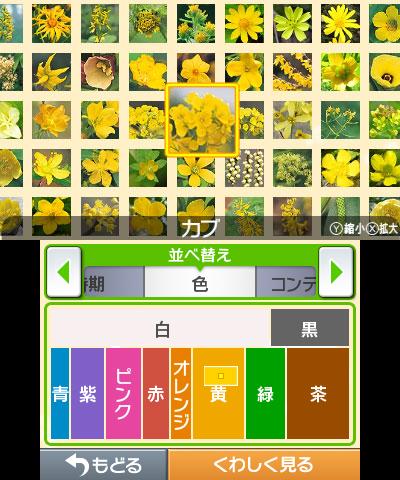 カブ
Ⓨ縮小Ⓧ拡大
並べ替え
時期 色 コンテ
白 黒
青 紫 ピンク 赤 オレンジ 黄 緑 茶
もどる くわしく見る